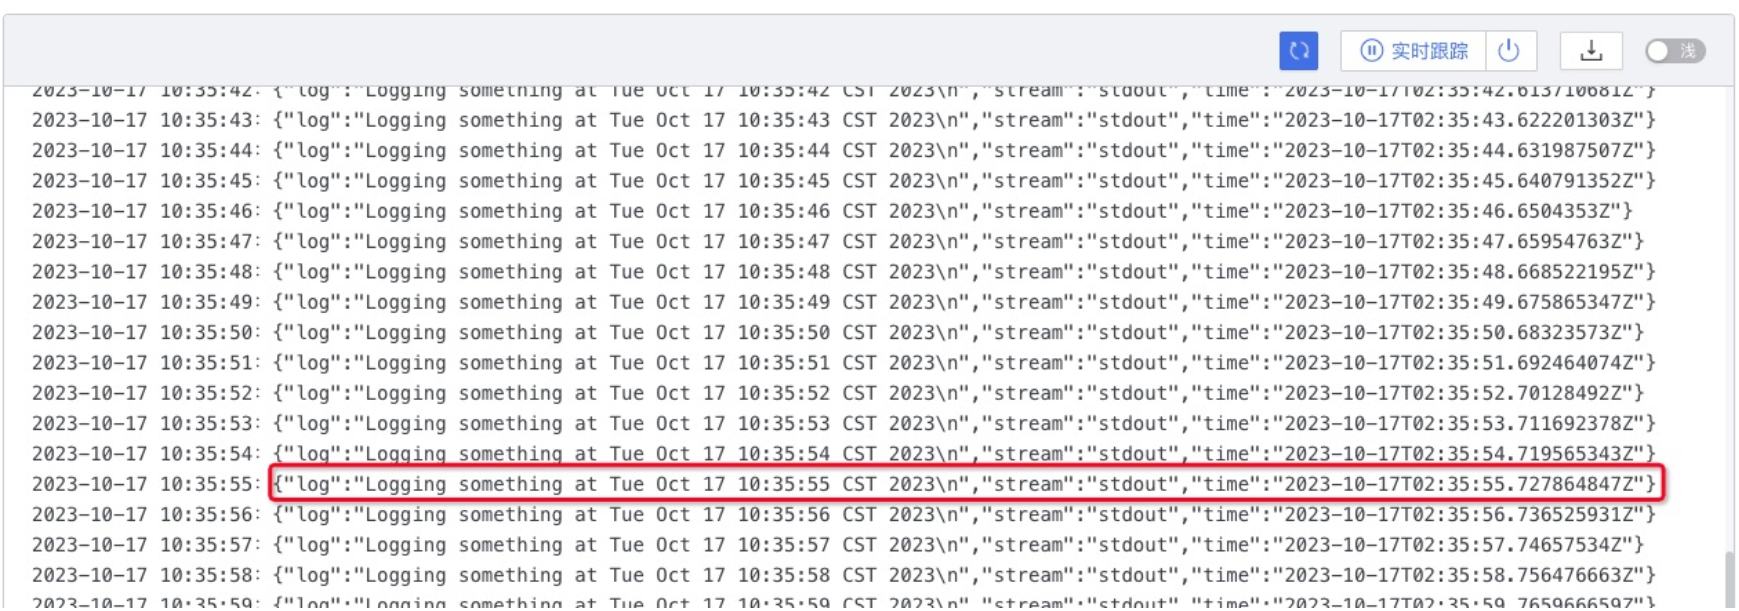 实时跟踪
浅
2023-10-17 10:35:42: {"log":"Logging something at Tue Oct 17 10:35:42 CST 2023\n","stream":"stdout","time":"2023-10-17T02:35:42.613710681Z"}
2023-10-17 10:35:43: {"log":"Logging something at Tue Oct 17 10:35:43 CST 2023\n","stream":"stdout","time":"2023-10-17T02:35:43.622201303Z"}
2023-10-17 10:35:44: {"log":"Logging something at Tue Oct 17 10:35:44 CST 2023\n","stream":"stdout","time":"2023-10-17T02:35:44.631987507Z"}
2023-10-17 10:35:45: {"log":"Logging something at Tue Oct 17 10:35:45 CST 2023\n","stream":"stdout","time":"2023-10-17T02:35:45.640791352Z"}
2023-10-17 10:35:46: {"log":"Logging something at Tue Oct 17 10:35:46 CST 2023\n","stream":"stdout","time":"2023-10-17T02:35:46.6504353Z"}
2023-10-17 10:35:47: {"log":"Logging something at Tue Oct 17 10:35:47 CST 2023\n","stream":"stdout","time":"2023-10-17T02:35:47.65954763Z"}
2023-10-17 10:35:48: {"log":"Logging something at Tue Oct 17 10:35:48 CST 2023\n","stream":"stdout","time":"2023-10-17T02:35:48.668522195Z"}
2023-10-17 10:35:49: {"log":"Logging something at Tue Oct 17 10:35:49 CST 2023\n","stream":"stdout","time":"2023-10-17T02:35:49.675865347Z"}
2023-10-17 10:35:50: {"log":"Logging something at Tue Oct 17 10:35:50 CST 2023\n","stream":"stdout","time":"2023-10-17T02:35:50.68323573Z"}
2023-10-17 10:35:51: {"log":"Logging something at Tue Oct 17 10:35:51 CST 2023\n","stream":"stdout","time":"2023-10-17T02:35:51.692464074Z"}
2023-10-17 10:35:52: {"log":"Logging something at Tue Oct 17 10:35:52 CST 2023\n","stream":"stdout","time":"2023-10-17T02:35:52.70128492Z"}
2023-10-17 10:35:53: {"log":"Logging something at Tue Oct 17 10:35:53 CST 2023\n","stream":"stdout","time":"2023-10-17T02:35:53.711692378Z"}
2023-10-17 10:35:54: {"log":"Logging something at Tue Oct 17 10:35:54 CST 2023\n","stream":"stdout","time":"2023-10-17T02:35:54.719565343Z"}
2023-10-17 10:35:55: {"log":"Logging something at Tue Oct 17 10:35:55 CST 2023\n","stream":"stdout","time":"2023-10-17T02:35:55.727864847Z"}
2023-10-17 10:35:56: {"log":"Logging something at Tue Oct 17 10:35:56 CST 2023\n","stream":"stdout","time":"2023-10-17T02:35:56.736525931Z"}
2023-10-17 10:35:57: {"log":"Logging something at Tue Oct 17 10:35:57 CST 2023\n","stream":"stdout","time":"2023-10-17T02:35:57.74657534Z"}
2023-10-17 10:35:58: {"log":"Logging something at Tue Oct 17 10:35:58 CST 2023\n","stream":"stdout","time":"2023-10-17T02:35:58.756476663Z"}
2023-10-17 10:35:59: {"log":"Logging something at Tue Oct 17 10:35:59 CST 2023\n","stream":"stdout","time":"2023-10-17T02:35:59.765966659Z"}